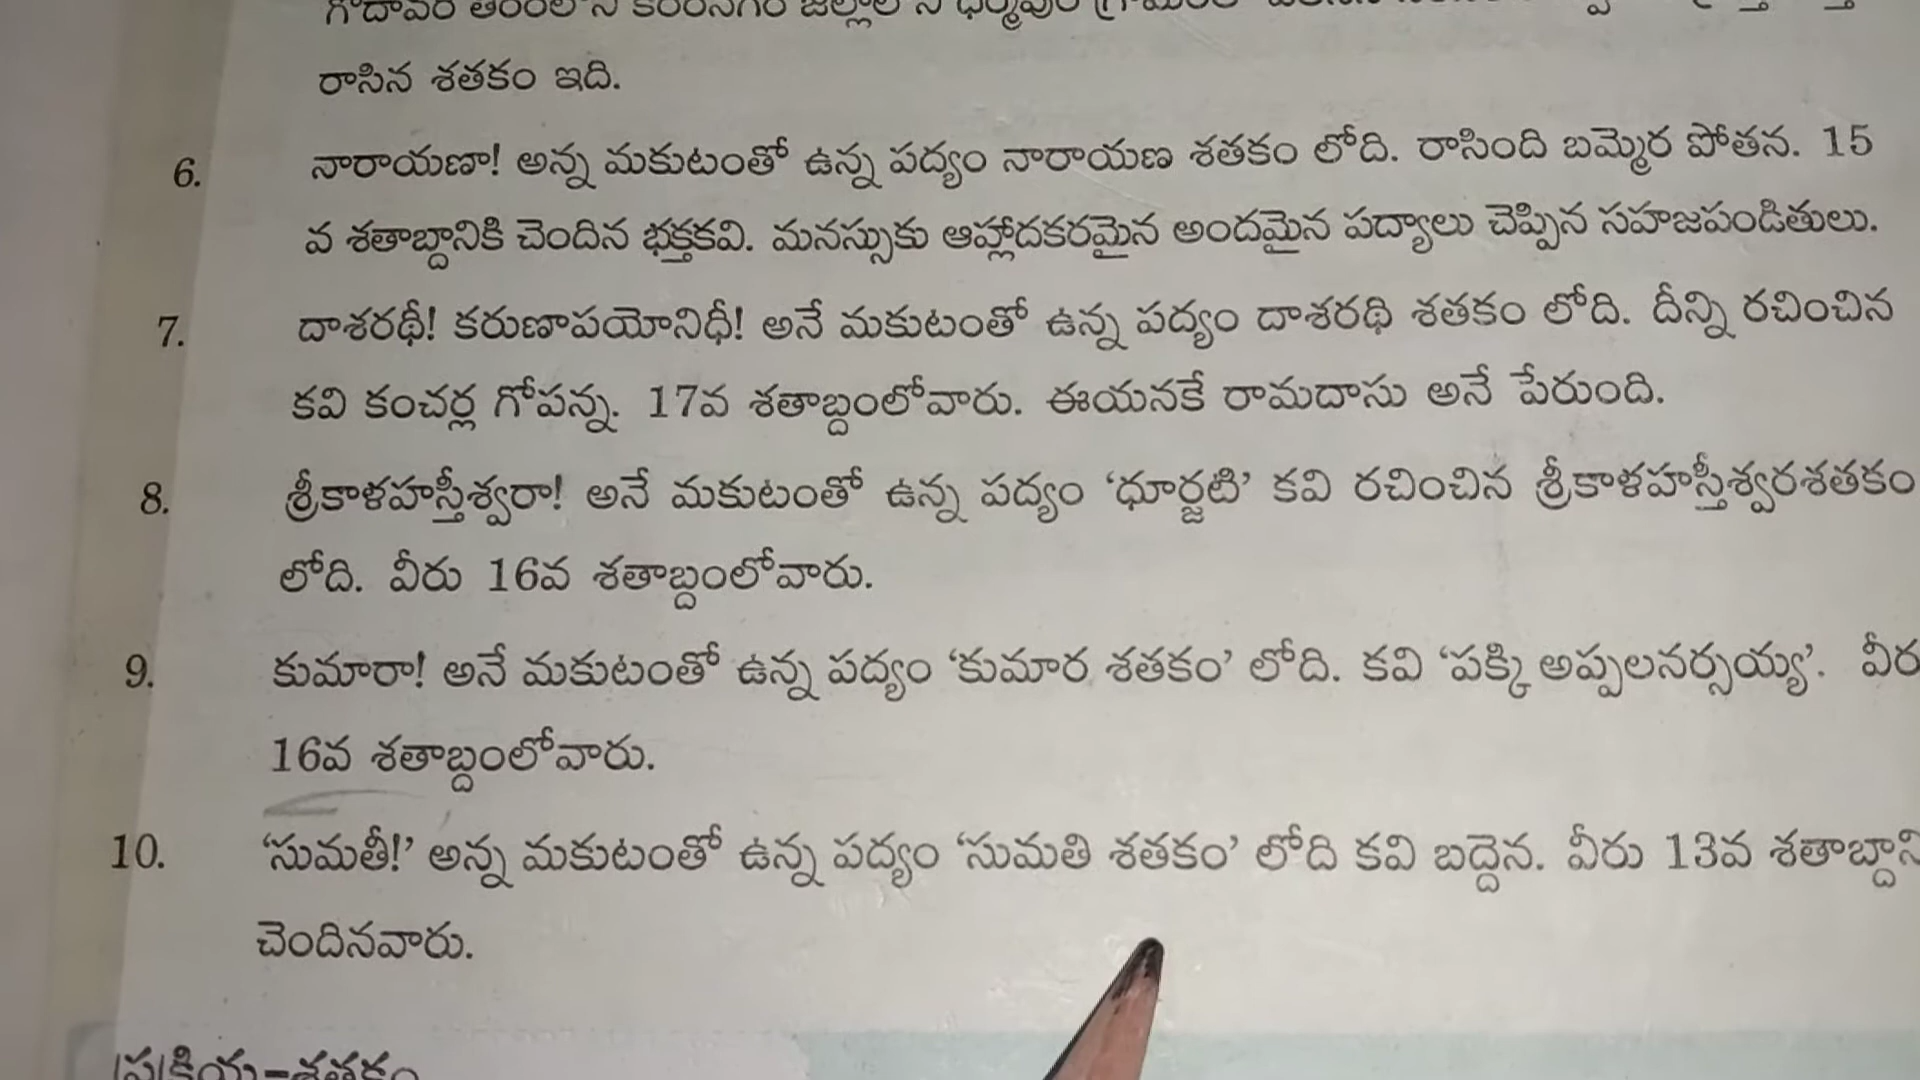 రాసిన శతకం ఇది.
6. నారాయణా! అన్న మకుటంతో ఉన్న పద్యం నారాయణ శతకం లోది. రాసింది బమ్మెర పోతన. 15
వ శతాబ్దానికి చెందిన భక్తకవి. మనస్సుకు ఆహ్లాదకరమైన అందమైన పద్యాలు చెప్పిన సహజపండితులు.
7. దాశరథీ! కరుణాపయోనిధీ! అనే మకుటంతో ఉన్న పద్యం దాశరథి శతకం లోది. దీన్ని రచించిన
కవి కంచర్ల గోపన్న. 17వ శతాబ్దంలోవారు. ఈయనకే రామదాసు అనే పేరుంది.
8. శ్రీకాళహస్తీశ్వరా! అనే మకుటంతో ఉన్న పద్యం 'ధూర్జటి' కవి రచించిన శ్రీకాళహస్తీశ్వరశతకం
లోది. వీరు 16వ శతాబ్దంలోవారు.
9. కుమారా! అనే మకుటంతో ఉన్న పద్యం 'కుమార శతకం' లోది. కవి 'పక్కి అప్పలనర్సయ్య'.
16వ శతాబ్దంలోవారు.
10. 'సుమతీ!' అన్న మకుటంతో ఉన్న పద్యం 'సుమతి శతకం' లోది కవి బద్దెన. వీరు 13వ
చెందినవారు.
ప్రక్రియ-శతకం